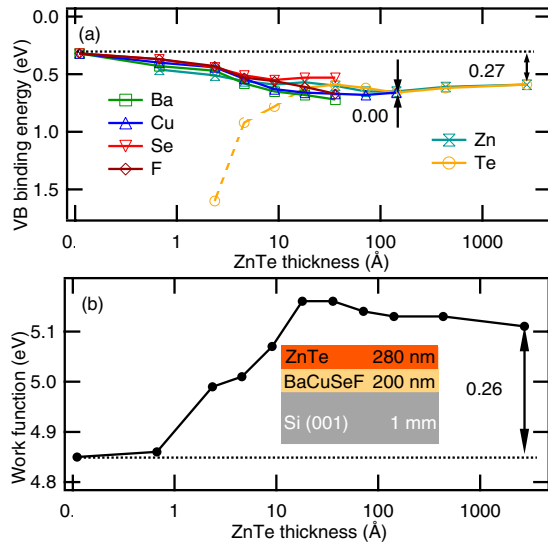 (a)
0.0
0.5
1.0
1.5
VB binding energy (eV)
Ba
Cu
Se
F
0.00
0.27
Zn
Te
0. 1 10 100 1000
ZnTe thickness (Å)
(b)
5.1
5.0
4.9
4.8
Work function (eV)
ZnTe 280 nm
BaCuSeF 200 nm
Si (001) 1 mm
0.26
0. 1 10 100 1000
ZnTe thickness (Å)